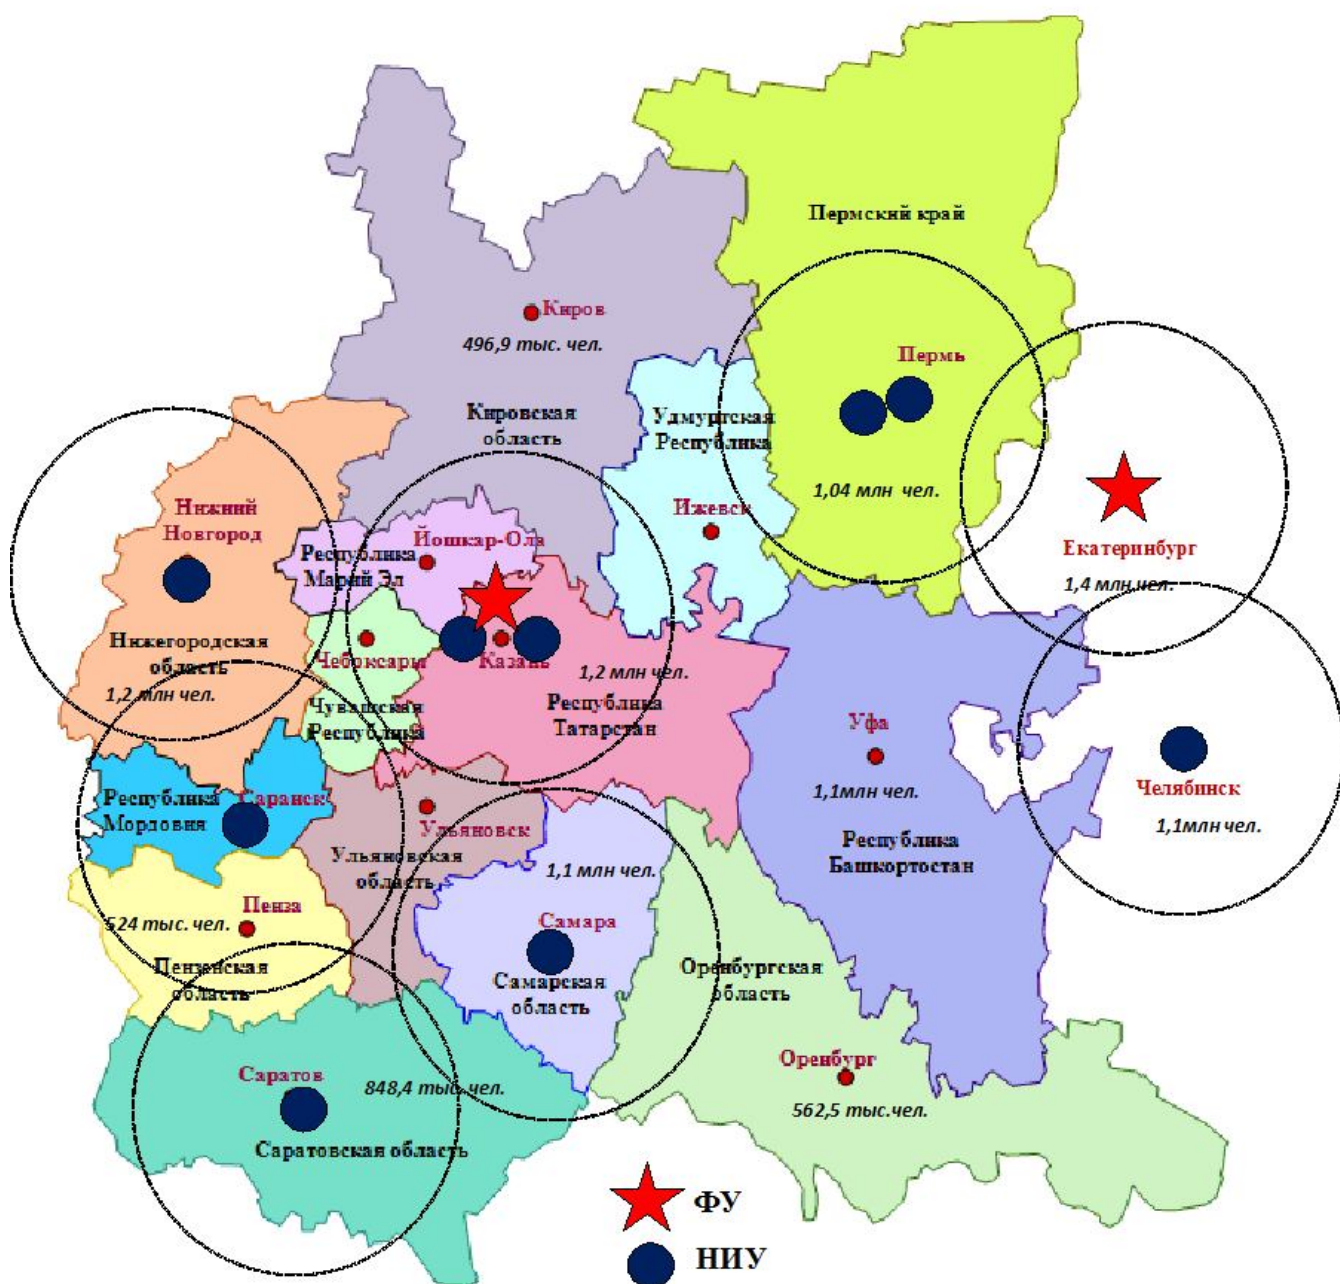 Пермский край
Киров
496,9 тыс. чел.
Пермь
Кировская
область
Удмуртская
Республика
1,04 млн чел.
Нижний
Новгород
Ижевск
Йошкар-Ола
Республика
Марий Эл
Екатеринбург
1,4 млн.чел.
Нижегородская
область
1,2 млн чел.
Чебоксары
Казань
1,2 млн чел.
Чувашская
Республика
Республика
Татарстан
Уфа
1,1млн чел.
Челябинск
1,1млн чел.
Республика
Мордовия
Саранск
Ульяновск
Ульяновская
область
Республика
Башкортостан
1,1 млн чел.
Пенза
524 тыс. чел.
Самара
Пензенская
область
Самарская
область
Оренбургская
область
Саратов
848,4 тыс.чел.
Оренбург
562,5 тыс.чел.
Саратовская область
ФУ
НИУ